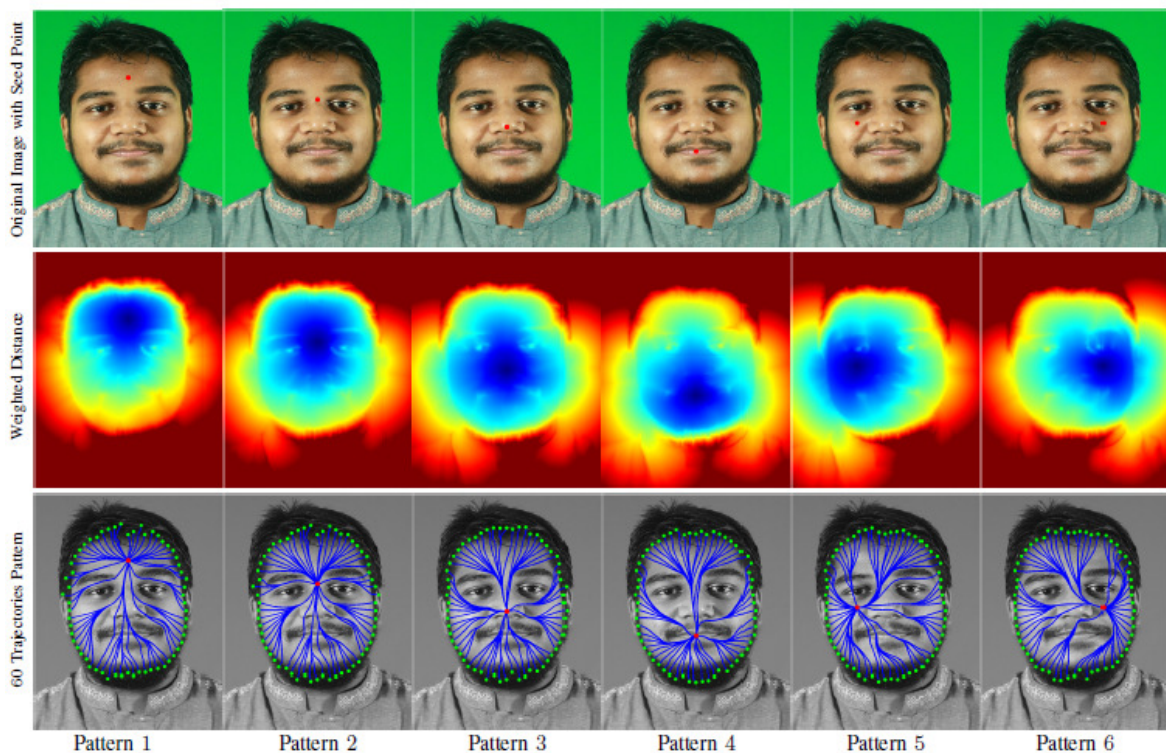 Original Image with Seed Point
Weighted Distance
60 Trajectories Pattern
Pattern 1
Pattern 2
Pattern 3
Pattern 4
Pattern 5
Pattern 6